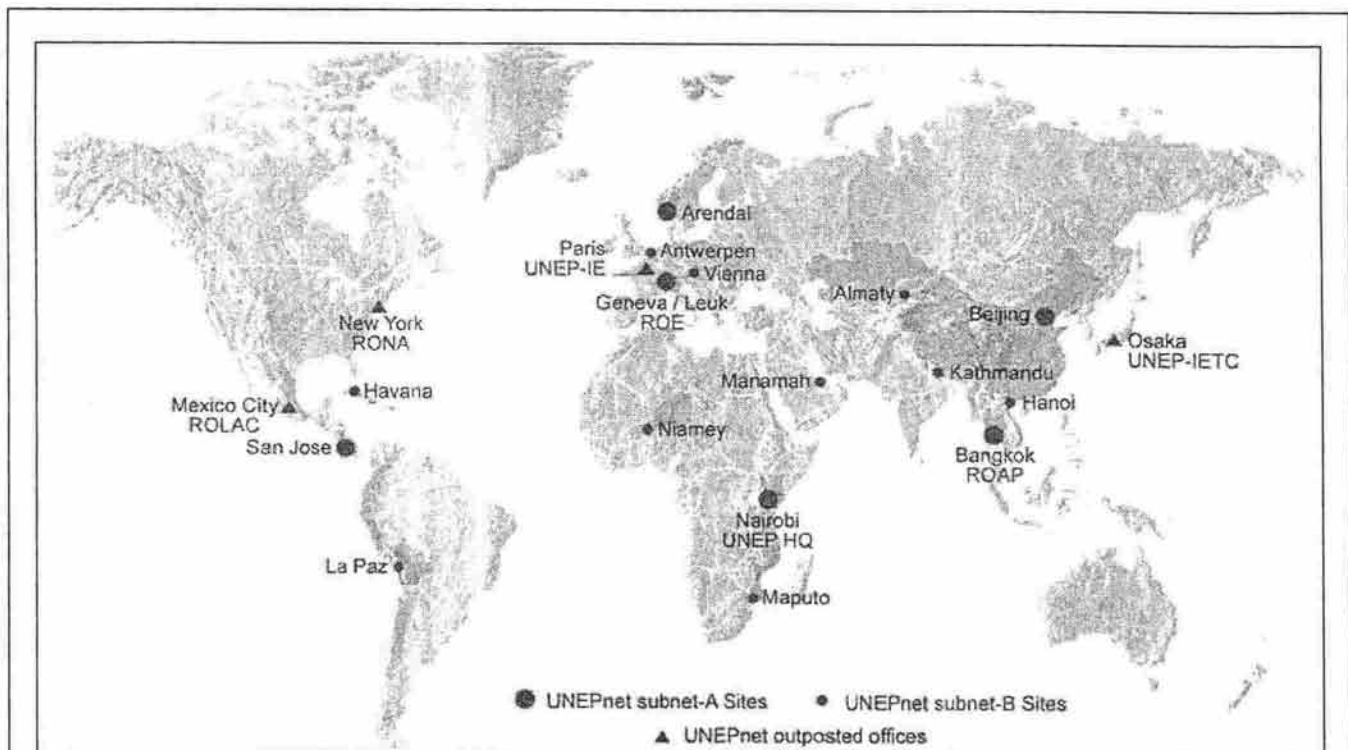 Arendal
Paris
UNEP-IE
Antwerpen
Vienna
Geneva / Leuk
ROE
Almaty
Beijing
New York
RONA
Osaka
UNEP-IETC
Havana
Manamah
Kathmandu
Mexico City
ROLAC
Hanoi
San Jose
Niamey
Bangkok
ROAP
Nairobi
UNEP HQ
La Paz
Maputo
UNEPnet subnet-A Sites
UNEPnet subnet-B Sites
UNEPnet outposted offices